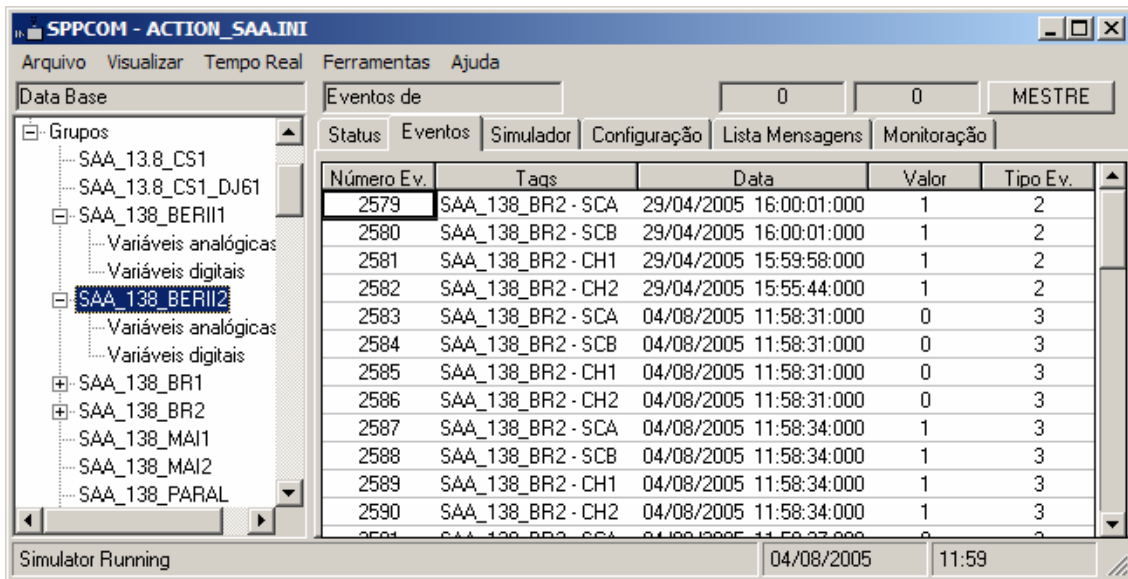 SPPCOM - ACTION_SAA.INI
Arquivo Visualizar Tempo Real Ferramentas Ajuda
Data Base
Eventos de 0 0 MESTRE
Grupos
SAA_13.8_CS1
SAA_13.8_CS1_DJ61
SAA_138_BERII1
Variáveis analógicas
Variáveis digitais
SAA_138_BERII2
Variáveis analógicas
Variáveis digitais
SAA_138_BR1
SAA_138_BR2
SAA_138_MAI1
SAA_138_MAI2
SAA_138_PARAL
Status Eventos Simulador Configuração Lista Mensagens Monitoração
Número Ev. Tags Data Valor Tipo Ev.
2579 SAA_138_BR2 - SCA 29/04/2005 16:00:01:000 1 2
2580 SAA_138_BR2 - SCB 29/04/2005 16:00:01:000 1 2
2581 SAA_138_BR2 - CH1 29/04/2005 15:59:58:000 1 2
2582 SAA_138_BR2 - CH2 29/04/2005 15:55:44:000 1 2
2583 SAA_138_BR2 - SCA 04/08/2005 11:58:31:000 0 3
2584 SAA_138_BR2 - SCB 04/08/2005 11:58:31:000 0 3
2585 SAA_138_BR2 - CH1 04/08/2005 11:58:31:000 0 3
2586 SAA_138_BR2 - CH2 04/08/2005 11:58:31:000 0 3
2587 SAA_138_BR2 - SCA 04/08/2005 11:58:34:000 1 3
2588 SAA_138_BR2 - SCB 04/08/2005 11:58:34:000 1 3
2589 SAA_138_BR2 - CH1 04/08/2005 11:58:34:000 1 3
2590 SAA_138_BR2 - CH2 04/08/2005 11:58:34:000 1 3
Simulator Running 04/08/2005 11:59